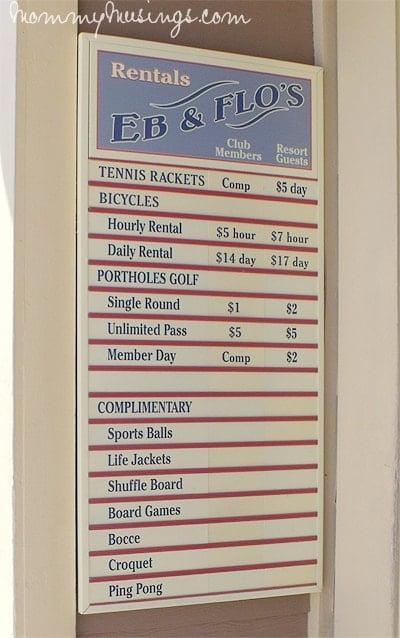 mommymusings.com
Rentals
EB & FLO'S
Club Members
Resort Guests
TENNIS RACKETS Comp $5 day
BICYCLES
Hourly Rental $5 hour $7 hour
Daily Rental $14 day $17 day
PORTHOLES GOLF
Single Round $1 $2
Unlimited Pass $5 $5
Member Day Comp $2
COMPLIMENTARY
Sports Balls
Life Jackets
Shuffle Board
Board Games
Bocce
Croquet
Ping Pong